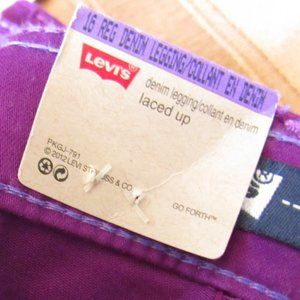 16 REG DENIM LEGGING/COLLANT EN DENIM
LEVI'S
denim legging/collant en denim
laced up
PKGJ-791
© 2012 LEVI STRAUSS & CO
GO FORTH™